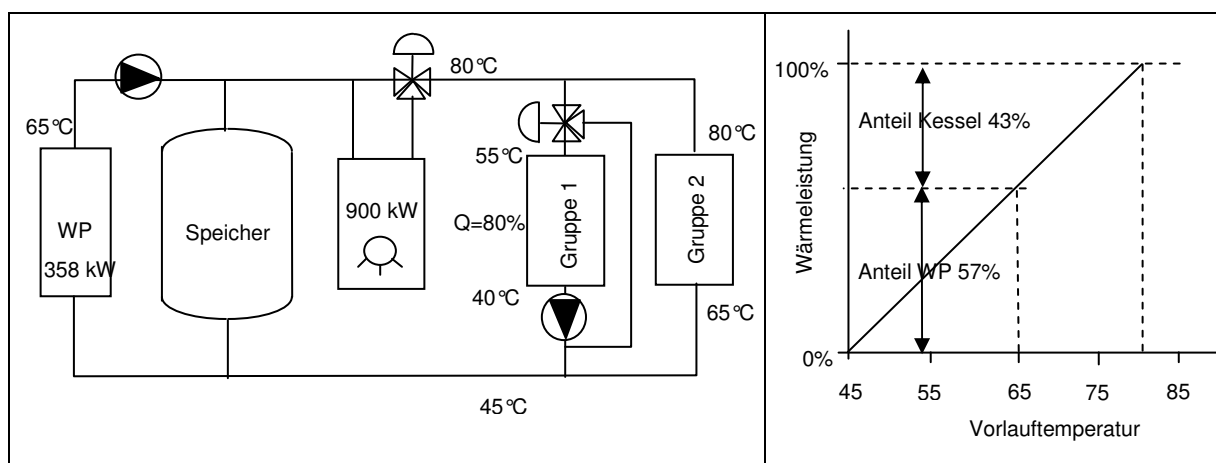 80°C
65°C
WP
358 kW
Speicher
900 kW
55°C
Q=80%
40°C
Gruppe 1
80°C
Gruppe 2
65°C
45°C
Wärmeleistung
100%
Anteil Kessel 43%
Anteil WP 57%
0%
45 55 65 75 85
Vorlauftemperatur